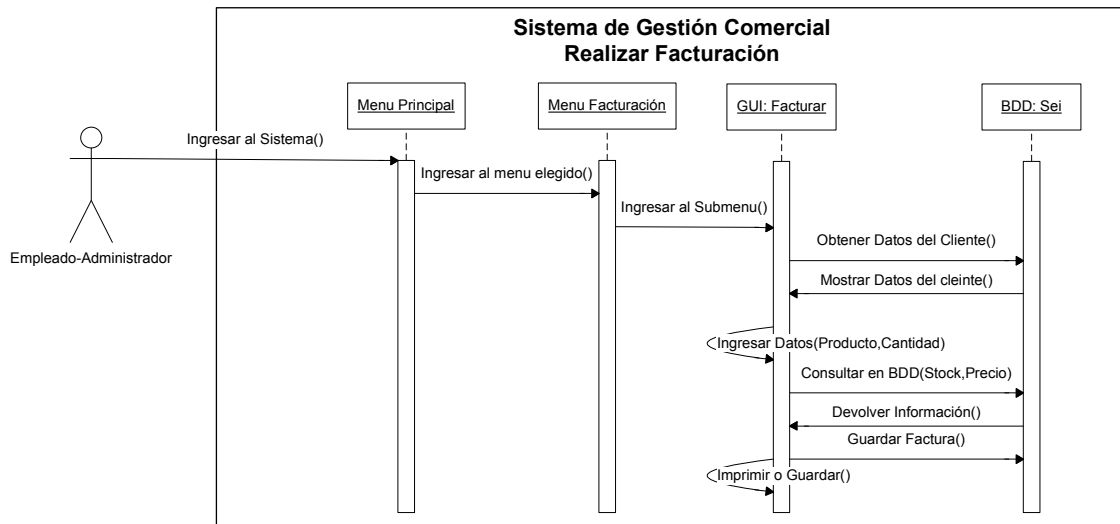 Sistema de Gestión Comercial
Realizar Facturación
Menu Principal
Menu Facturación
GUI: Facturar
BDD: Sei
Ingresar al Sistema()
Ingresar al menu elegido()
Ingresar al Submenu()
Empleado-Administrador
Obtener Datos del Cliente()
Mostrar Datos del cleinte()
Ingresar Datos(Producto,Cantidad)
Consultar en BDD(Stock,Precio)
Devolver Información()
Guardar Factura()
Imprimir o Guardar()